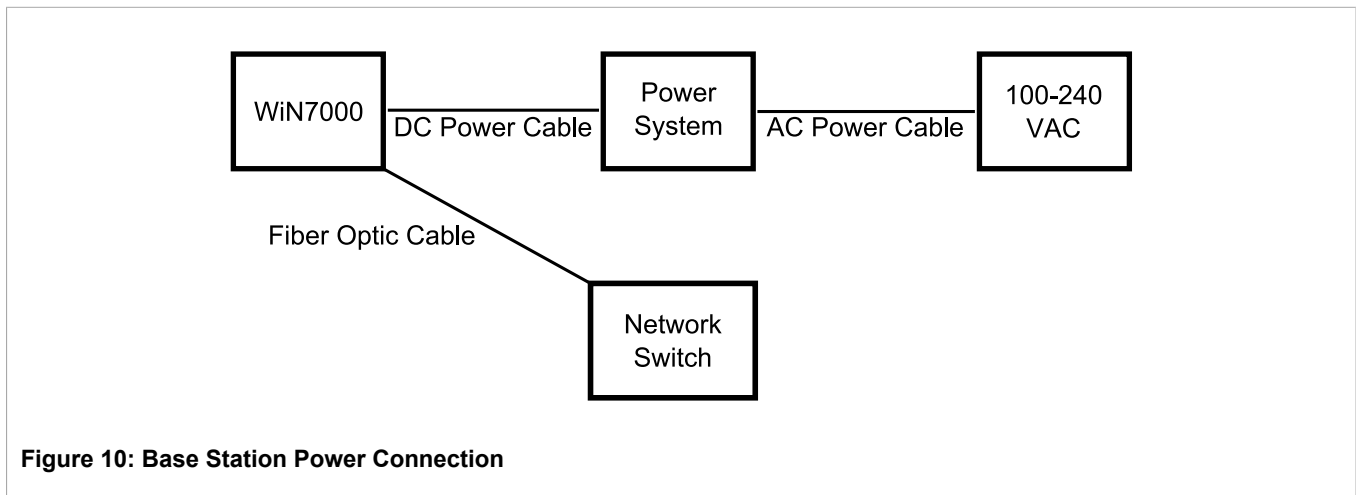 WiN7000
DC Power Cable
Power
System
AC Power Cable
100-240
VAC
Fiber Optic Cable
Network
Switch
Figure 10: Base Station Power Connection